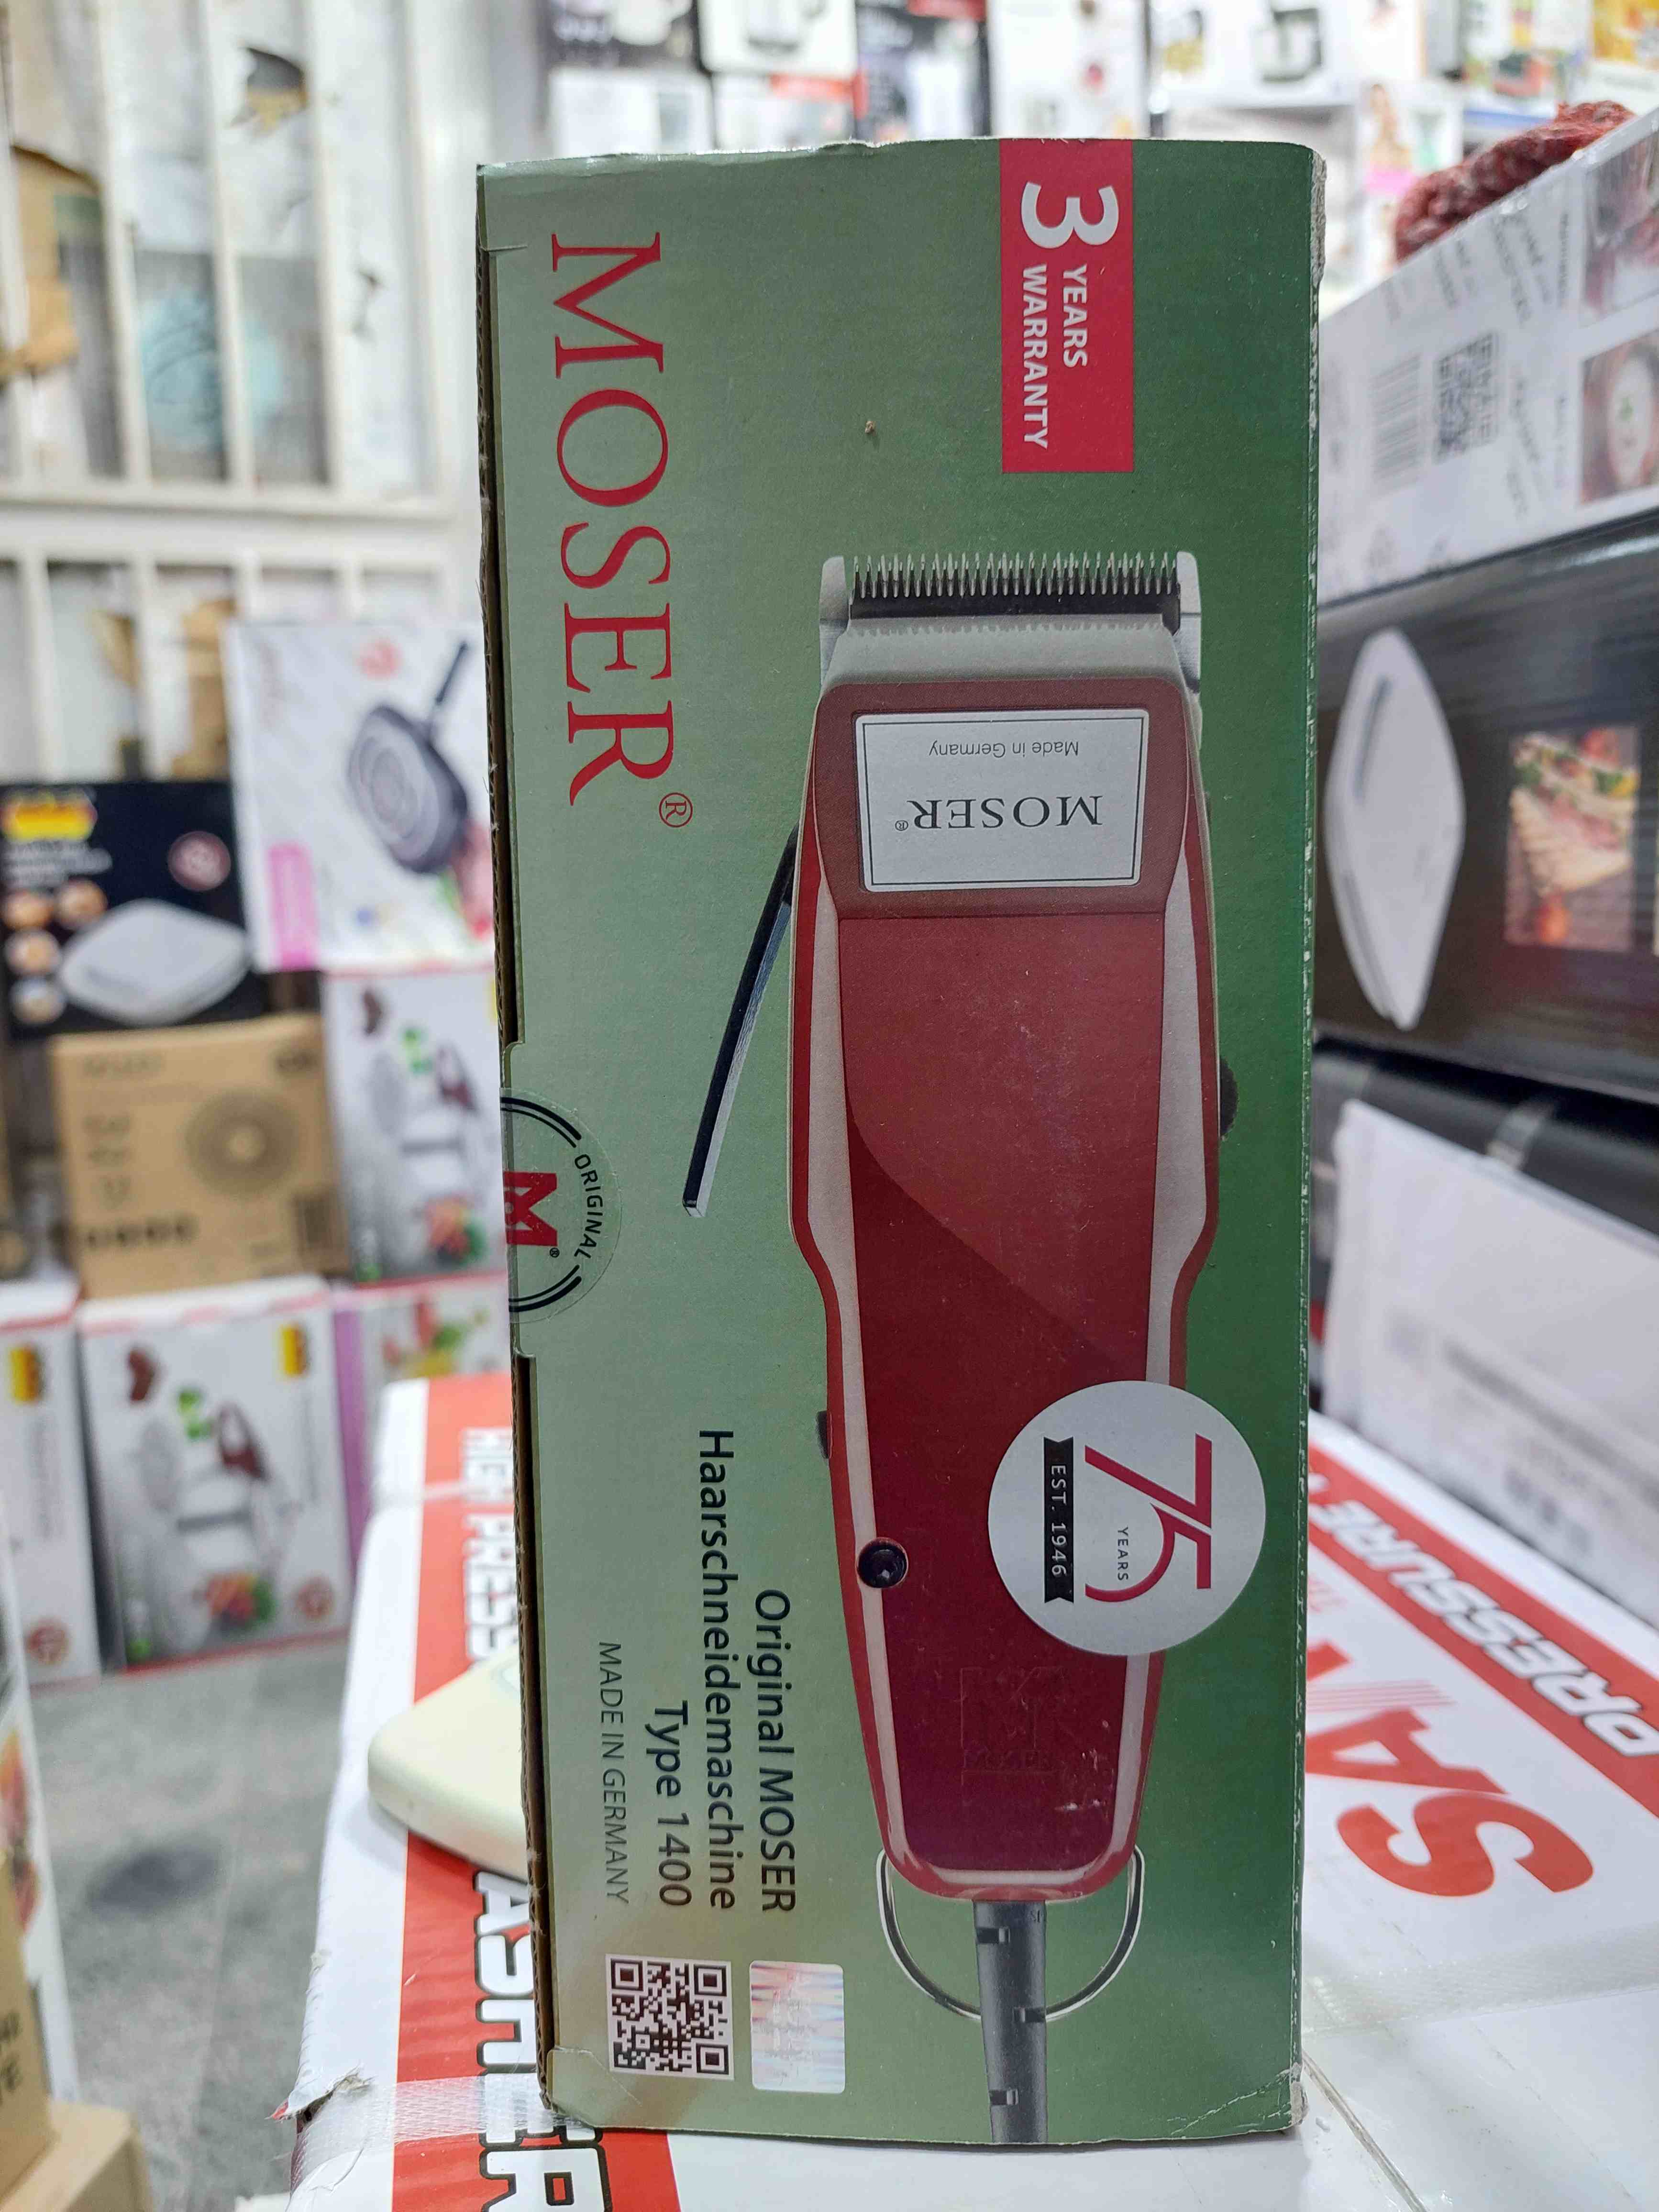 3
YEARS
WARRANTY
MOSER®
Made in Germany
MOSER®
ORIGINAL
M®
75
YEARS
EST. 1946
Original MOSER
Haarschneidemaschine
Type 1400
MADE IN GERMANY
PRESSURE